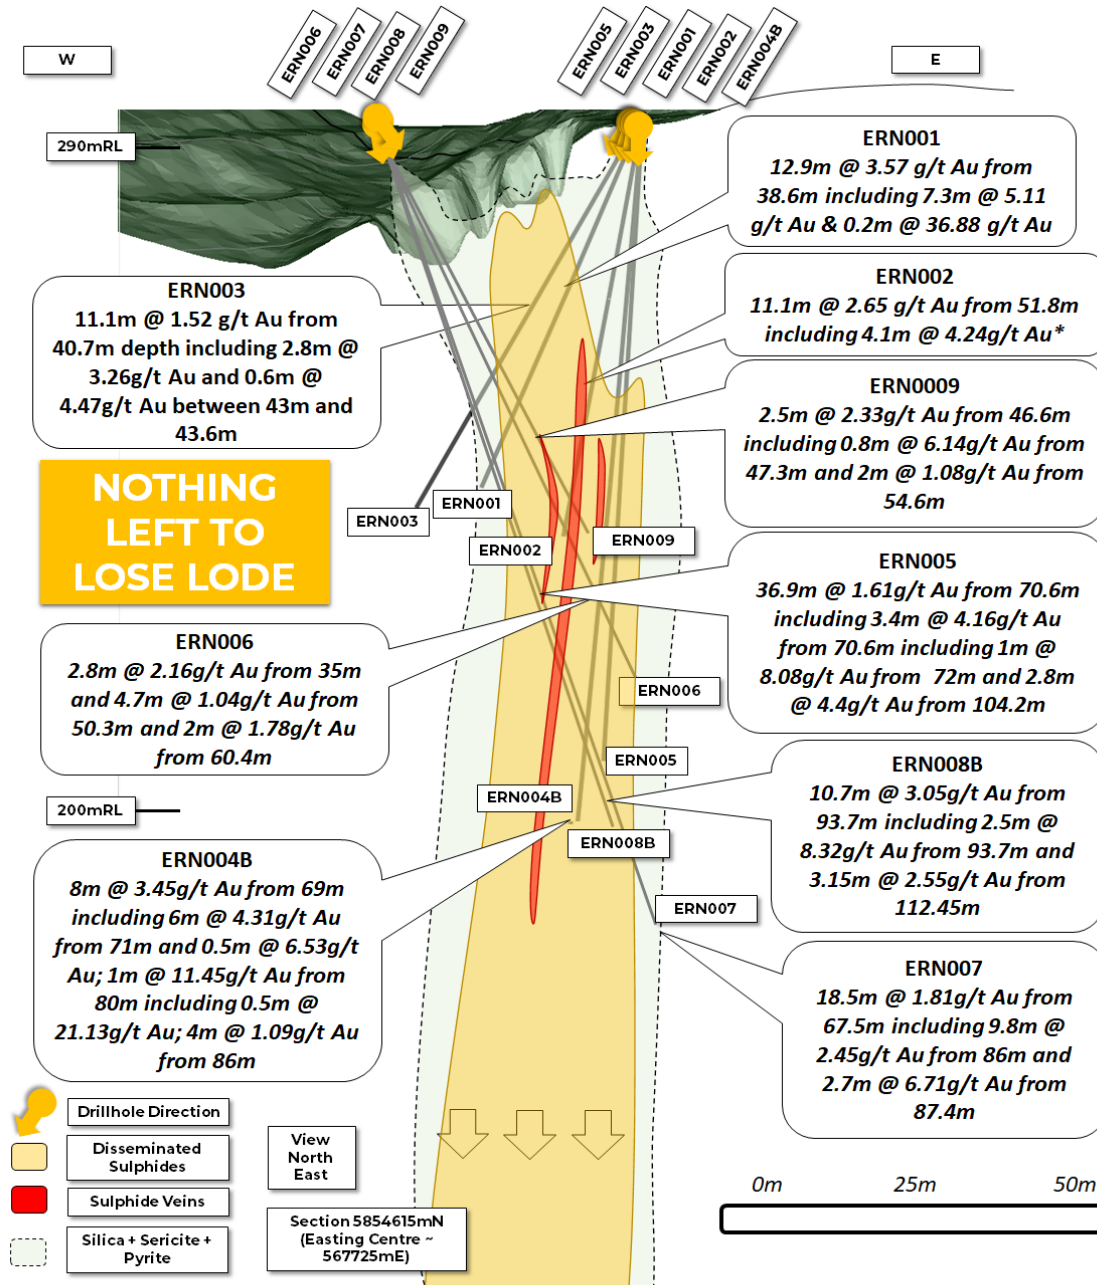 W
ERN006
ERN007
ERN008
ERN009
ERN005
ERN003
ERN001
ERN002
ERN004B
E
290mRL
ERN001
12.9m @ 3.57 g/t Au from
38.6m including 7.3m @ 5.11
g/t Au & 0.2m @ 36.88 g/t Au
ERN002
11.1m @ 2.65 g/t Au from 51.8m
including 4.1m @ 4.24g/t Au*
ERN003
11.1m @ 1.52 g/t Au from
40.7m depth including 2.8m @
3.26g/t Au and 0.6m @
4.47g/t Au between 43m and
43.6m
ERN0009
2.5m @ 2.33g/t Au from 46.6m
including 0.8m @ 6.14g/t Au from
47.3m and 2m @ 1.08g/t Au from
54.6m
NOTHING
LEFT TO
LOSE LODE
ERN003
ERN001
ERN002
ERN009
ERN005
36.9m @ 1.61g/t Au from 70.6m
including 3.4m @ 4.16g/t Au
from 70.6m including 1m @
8.08g/t Au from 72m and 2.8m
@ 4.4g/t Au from 104.2m
ERN006
2.8m @ 2.16g/t Au from 35m
and 4.7m @ 1.04g/t Au from
50.3m and 2m @ 1.78g/t Au
from 60.4m
ERN006
ERN005
ERN004B
ERN008B
ERN007
200mRL
ERN008B
10.7m @ 3.05g/t Au from
93.7m including 2.5m @
8.32g/t Au from 93.7m and
3.15m @ 2.55g/t Au from
112.45m
ERN004B
8m @ 3.45g/t Au from 69m
including 6m @ 4.31g/t Au
from 71m and 0.5m @ 6.53g/t
Au; 1m @ 11.45g/t Au from
80m including 0.5m @
21.13g/t Au; 4m @ 1.09g/t Au
from 86m
ERN007
18.5m @ 1.81g/t Au from
67.5m including 9.8m @
2.45g/t Au from 86m and
2.7m @ 6.71g/t Au from
87.4m
Drillhole Direction
Disseminated
Sulphides
Sulphide Veins
Silica + Sericite +
Pyrite
View
North
East
Section 5854615mN
(Easting Centre ~
567725mE)
0m
25m
50m